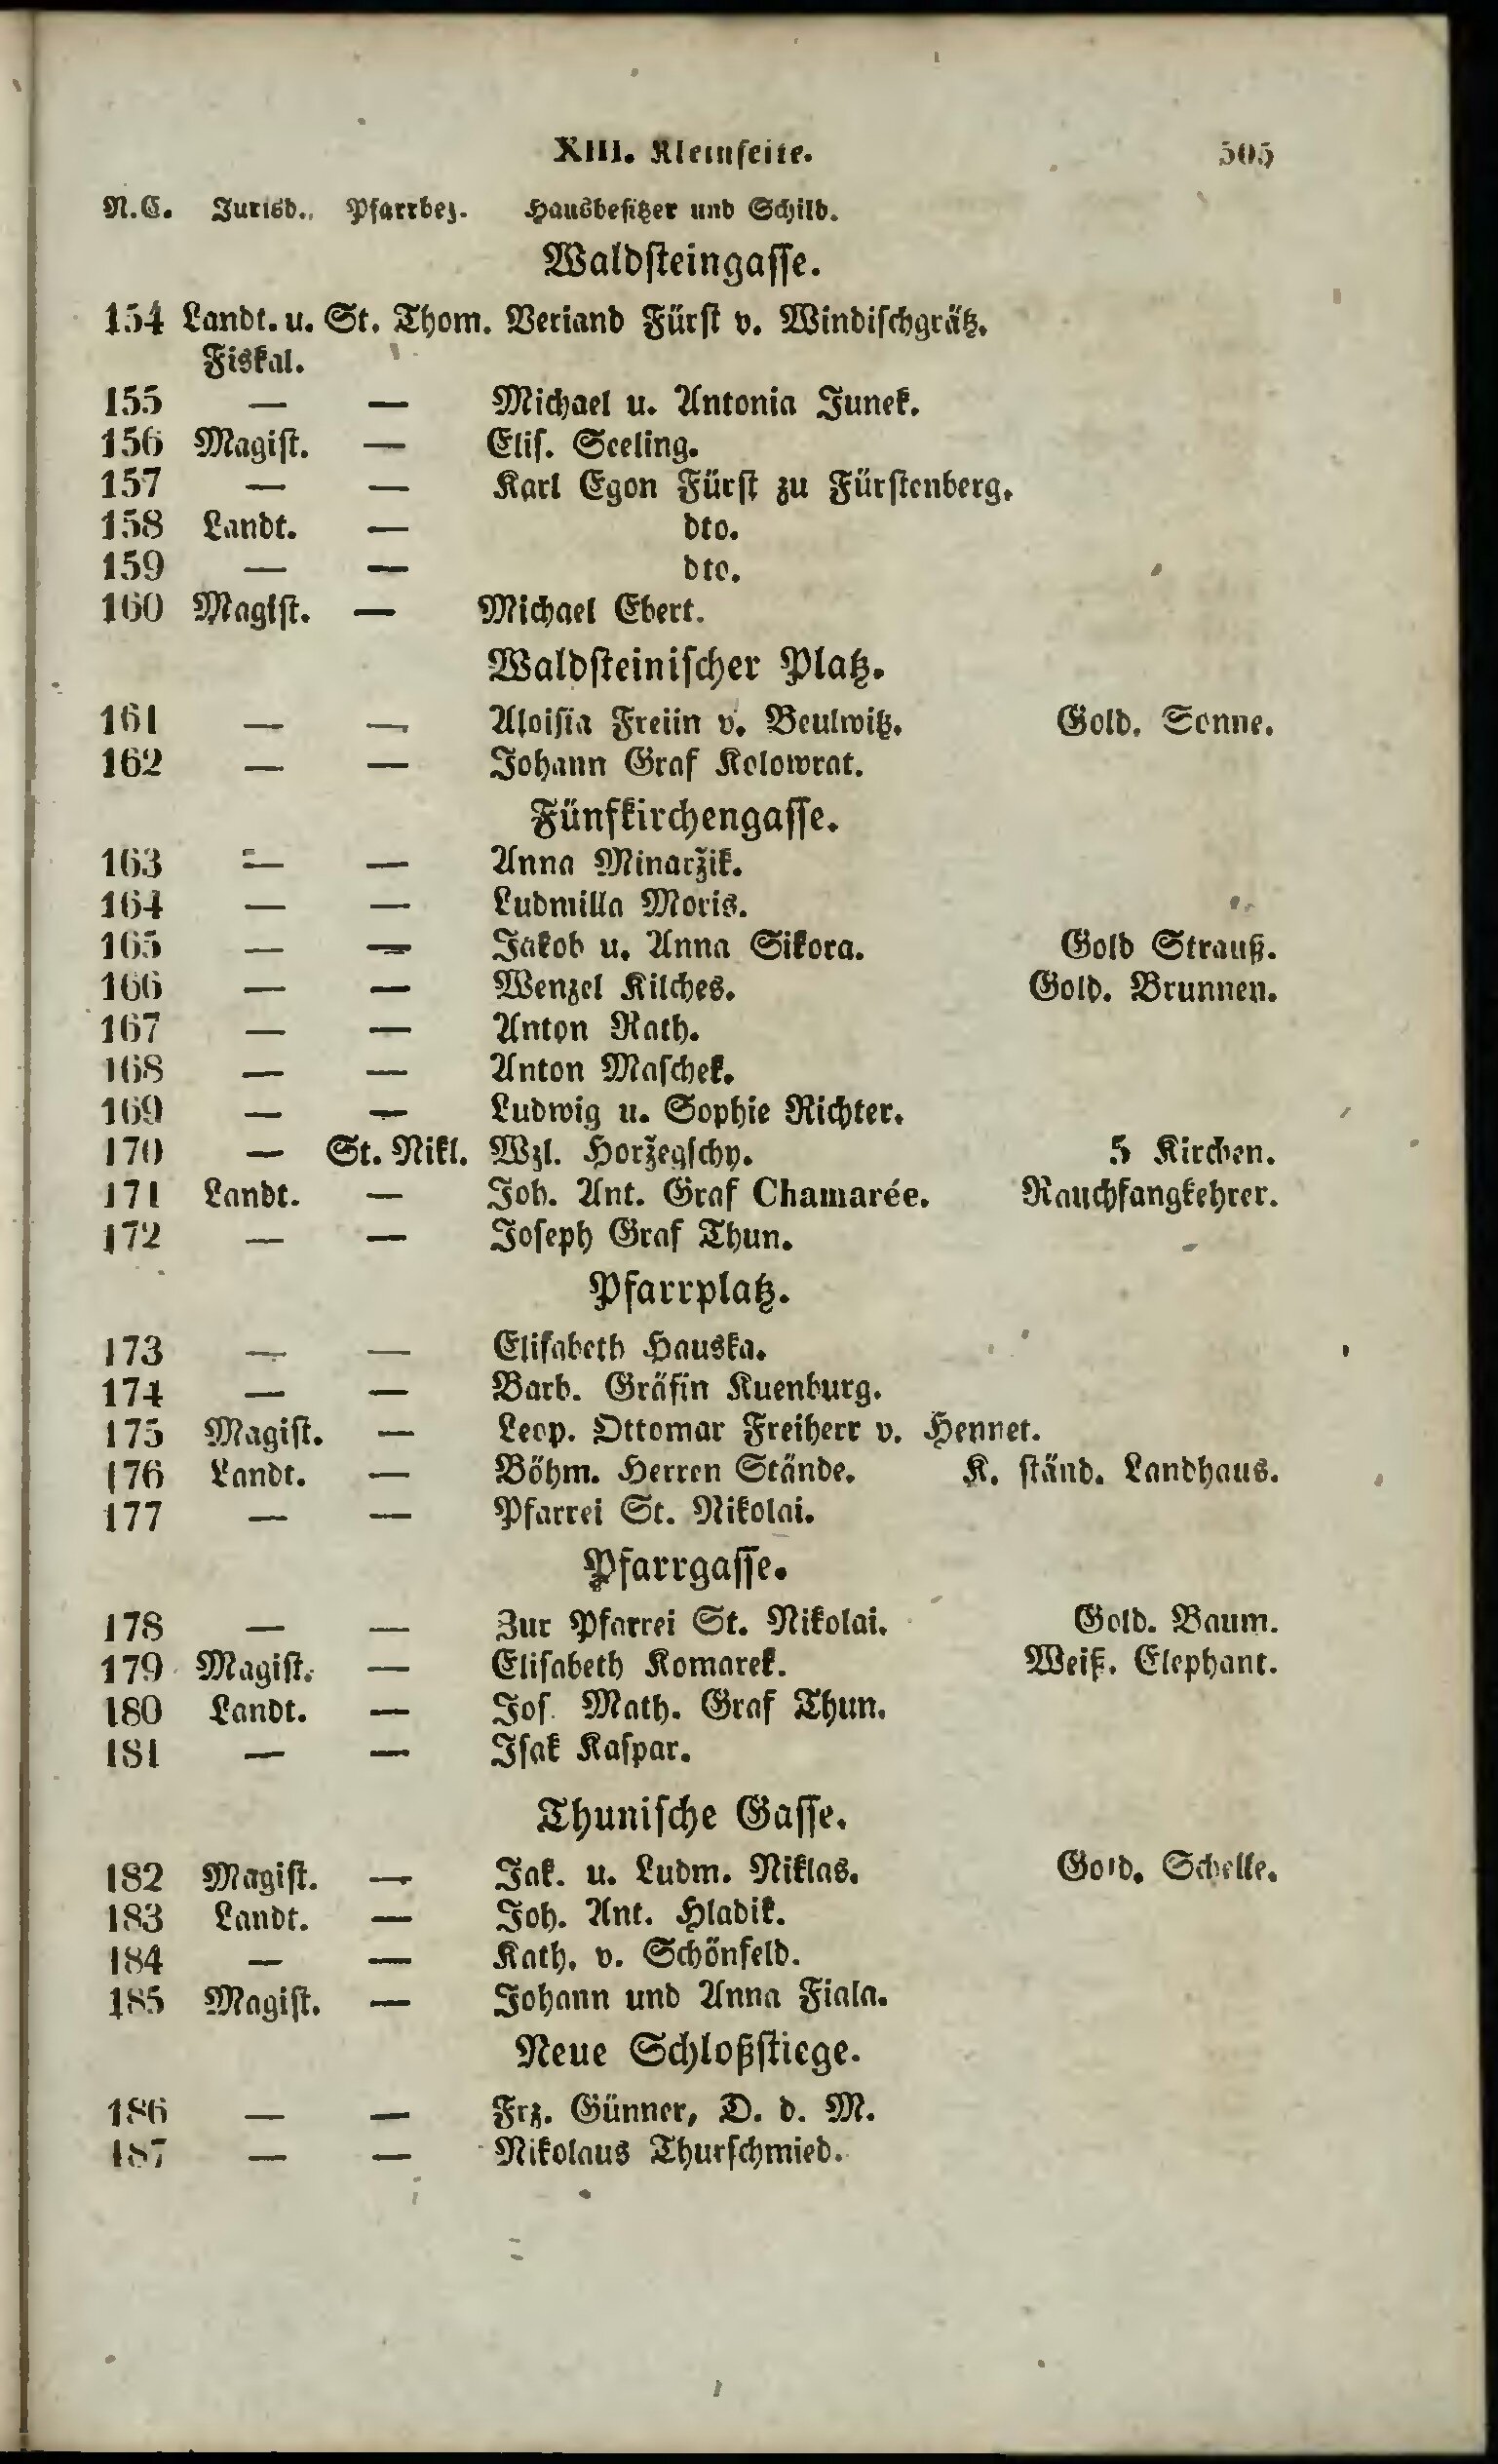 XIII. Kleinseite. 505
N.C. Jurisd. Pfarrbez. Hausbesitzer und Schild.
Waldsteingasse.
154 Landt. u. St. Thom. Veriand Fürst v. Windischgrätz.
Fiskal.
155 — — Michael u. Antonia Junek.
156 Magist. — Elis. Seeling.
157 — — Karl Egon Fürst zu Fürstenberg.
158 Landt. — dto.
159 — — dto.
160 Magist. — Michael Ebert.
Waldsteinischer Platz.
161 — — Aloisia Freiin v. Beulwitz. Gold. Sonne.
162 — — Johann Graf Kolowrat.
Fünfkirchengasse.
163 — — Anna Minaržik.
164 — — Ludmilla Moris.
165 — — Jakob u. Anna Sikora. Gold Strauß.
166 — — Wenzel Kilches. Gold. Brunnen.
167 — — Anton Rath.
168 — — Anton Maschek.
169 — — Ludwig u. Sophie Richter.
170 — St. Nikl. Wzl. Horžegschy. 5 Kirchen.
171 Landt. — Joh. Ant. Graf Chamarée. Rauchfangkehrer.
172 — — Joseph Graf Thun.
Pfarrplatz.
173 — — Elisabeth Hauska.
174 — — Barb. Gräfin Kuenburg.
175 Magist. — Leop. Ottomar Freiherr v. Hennet.
176 Landt. — Böhm. Herren Stände. K. ständ. Landhaus.
177 — — Pfarrei St. Nikolai.
Pfarrgasse.
178 — — Zur Pfarrei St. Nikolai. Gold. Baum.
179 Magist. — Elisabeth Komarek. Weiß. Elephant.
180 Landt. — Jos. Math. Graf Thun.
181 — — Isak Kaspar.
Thunische Gasse.
182 Magist. — Jak. u. Ludm. Niklas. Gold. Schelle.
183 Landt. — Joh. Ant. Hladik.
184 — — Kath. v. Schönfeld.
185 Magist. — Johann und Anna Fiala.
Neue Schloßstiege.
186 — — Frz. Günner, D. d. M.
187 — — Nikolaus Thurschmied.